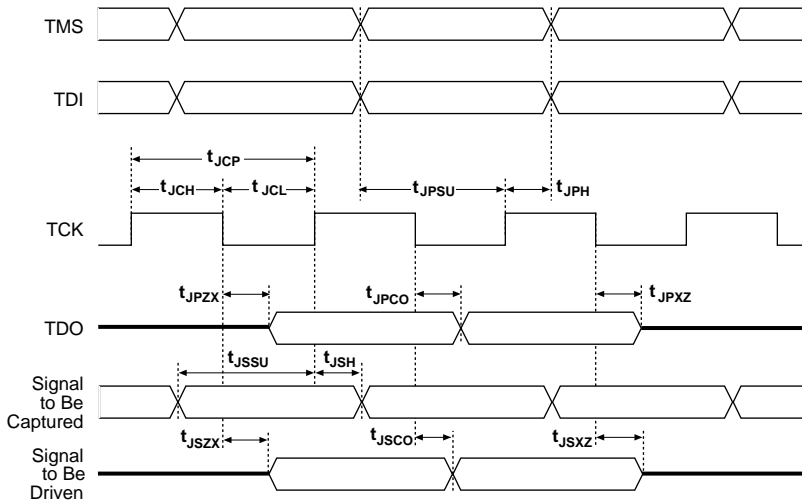 TMS
TDI
tJCP
tJCH
tJCL
tJPSU
tJPH
TCK
tJPZX
tJPCO
tJPXZ
TDO
tJSSU
tJSH
Signal
to Be
Captured
tJSZX
tJSCO
tJSXZ
Signal
to Be
Driven